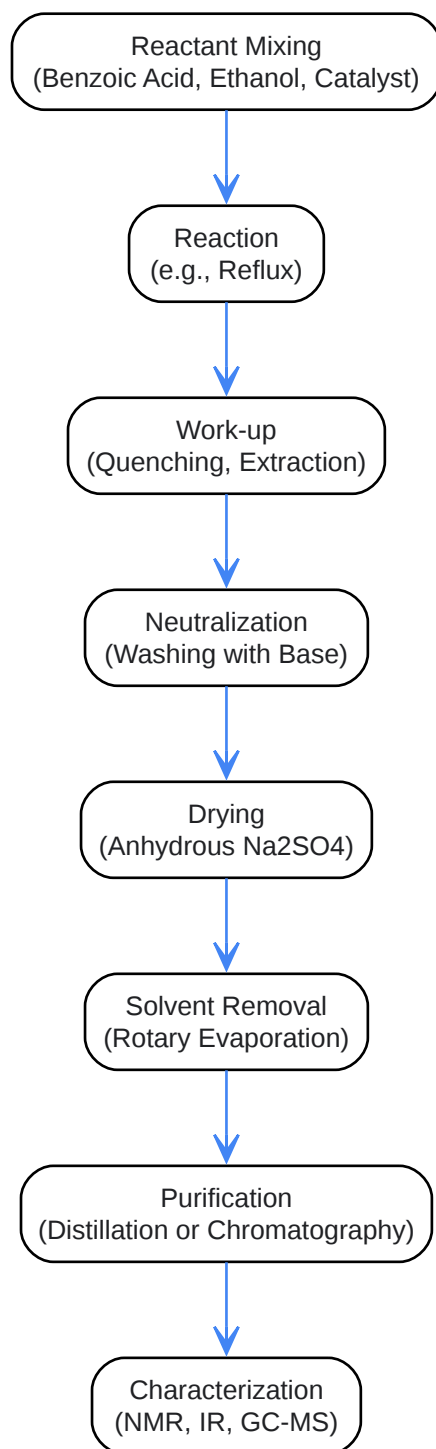 Reactant Mixing
(Benzoic Acid, Ethanol, Catalyst)
Reaction
(e.g., Reflux)
Work-up
(Quenching, Extraction)
Neutralization
(Washing with Base)
Drying
(Anhydrous Na2SO4)
Solvent Removal
(Rotary Evaporation)
Purification
(Distillation or Chromatography)
Characterization
(NMR, IR, GC-MS)